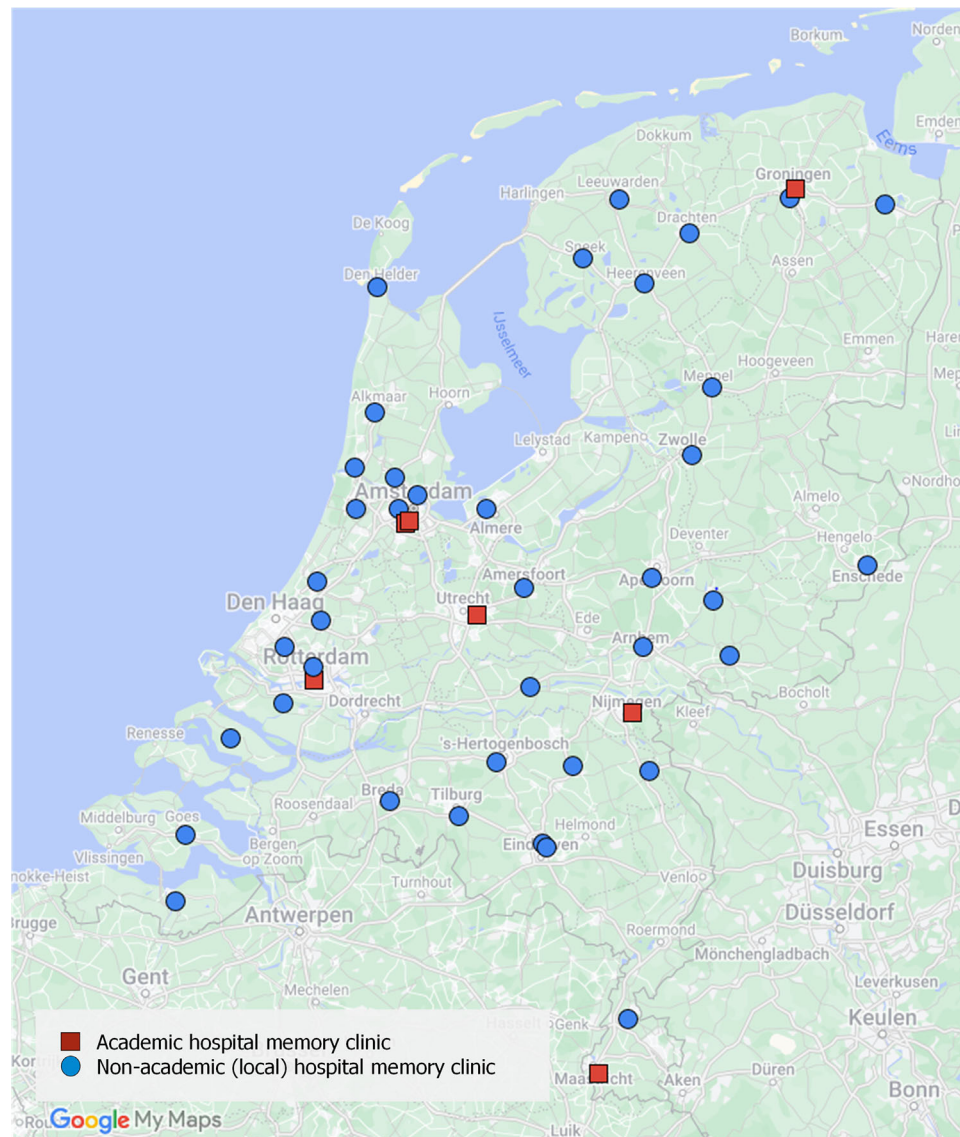 Borkum
Norden
Dokkum
Emden
Eems
Groningen
Leeuwarden
Harlingen
Drachten
De Koog
Sneek
Assen
Den Helder
Heerenveen
IJsselmeer
Emmen
Hoogeveen
Meppel
Alkmaar
Hoorn
Lelystad
Kampen
Zwolle
Amsterdam
Almelo
Almere
Deventer
Hengelo
Amersfoort
Apeldoorn
Enschede
Den Haag
Utrecht
Ede
Arnhem
Rotterdam
Bocholt
Dordrecht
Nijmegen
Kleef
Renesse
's-Hertogenbosch
Breda
Tilburg
Roosendaal
Middelburg
Goes
Helmond
Essen
Vlissingen
Bergen
op Zoom
Eindhoven
Duisburg
Turnhout
Venlo
Antwerpen
Düsseldorf
Brugge
Roermond
Mönchengladbach
Gent
Leverkusen
Mechelen
Genk
Keulen
Academic hospital memory clinic
Non-academic (local) hospital memory clinic
Maastricht
Aken
Düren
Bonn
Google My Maps
Luik